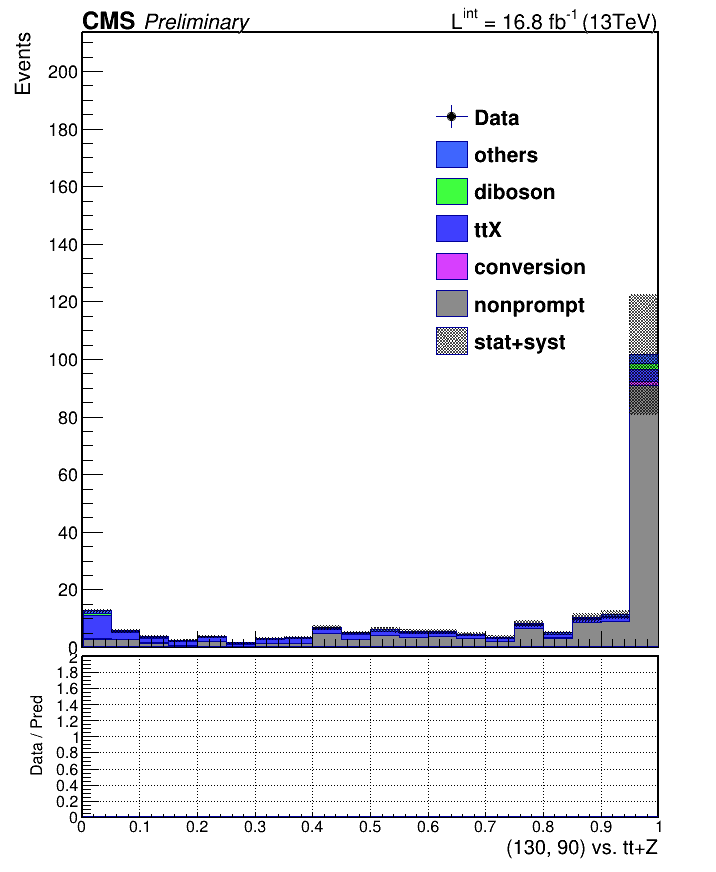 CMS Preliminary L^int = 16.8 fb^-1 (13TeV)
Events
200
180
160
140
120
100
80
60
40
20
0
Data
others
diboson
ttX
conversion
nonprompt
stat+syst
Data / Pred
2
1.8
1.6
1.4
1.2
1
0.8
0.6
0.4
0.2
0
0 0.1 0.2 0.3 0.4 0.5 0.6 0.7 0.8 0.9 1
(130, 90) vs. tt+Z